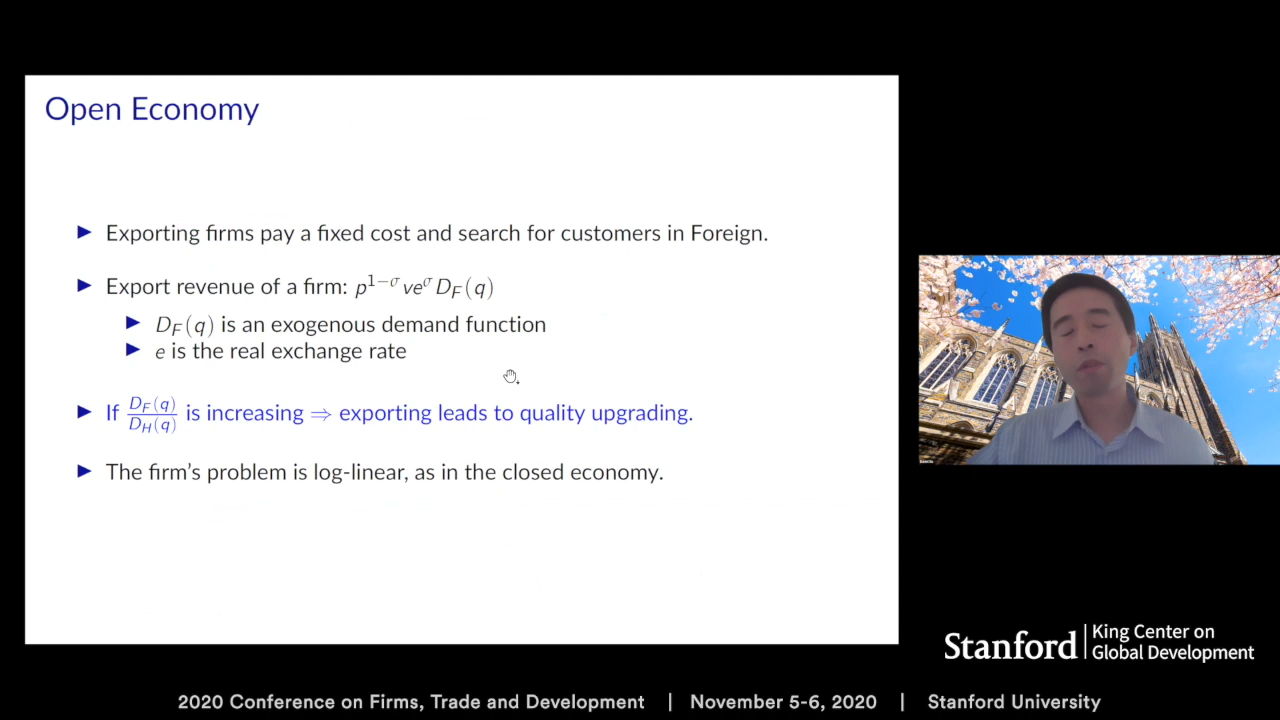 Open Economy
► Exporting firms pay a fixed cost and search for customers in Foreign.
► Export revenue of a firm: p^{1−σ}ve^{σ}D_F(q)
► D_F(q) is an exogenous demand function
► e is the real exchange rate
► If D_F(q)/D_H(q) is increasing ⇒ exporting leads to quality upgrading.
► The firm's problem is log-linear, as in the closed economy.
Stanford | King Center on
Global Development
2020 Conference on Firms, Trade and Development | November 5-6, 2020 | Stanford University